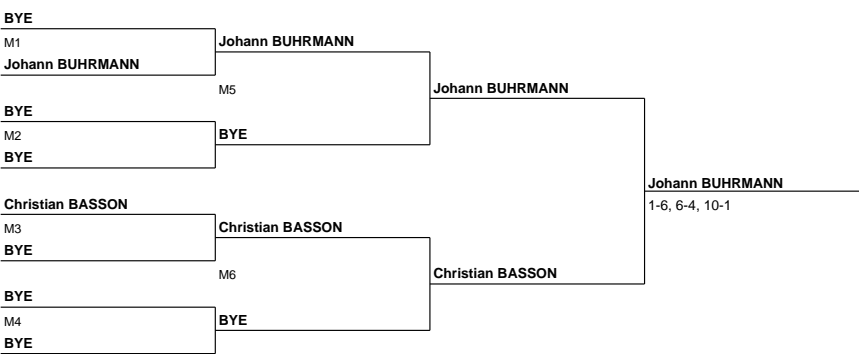 BYE
M1
Johann BUHRMANN
Johann BUHRMANN
M5
Johann BUHRMANN
BYE
M2
BYE
BYE
Johann BUHRMANN
1-6, 6-4, 10-1
Christian BASSON
M3
Christian BASSON
BYE
M6
Christian BASSON
BYE
M4
BYE
BYE